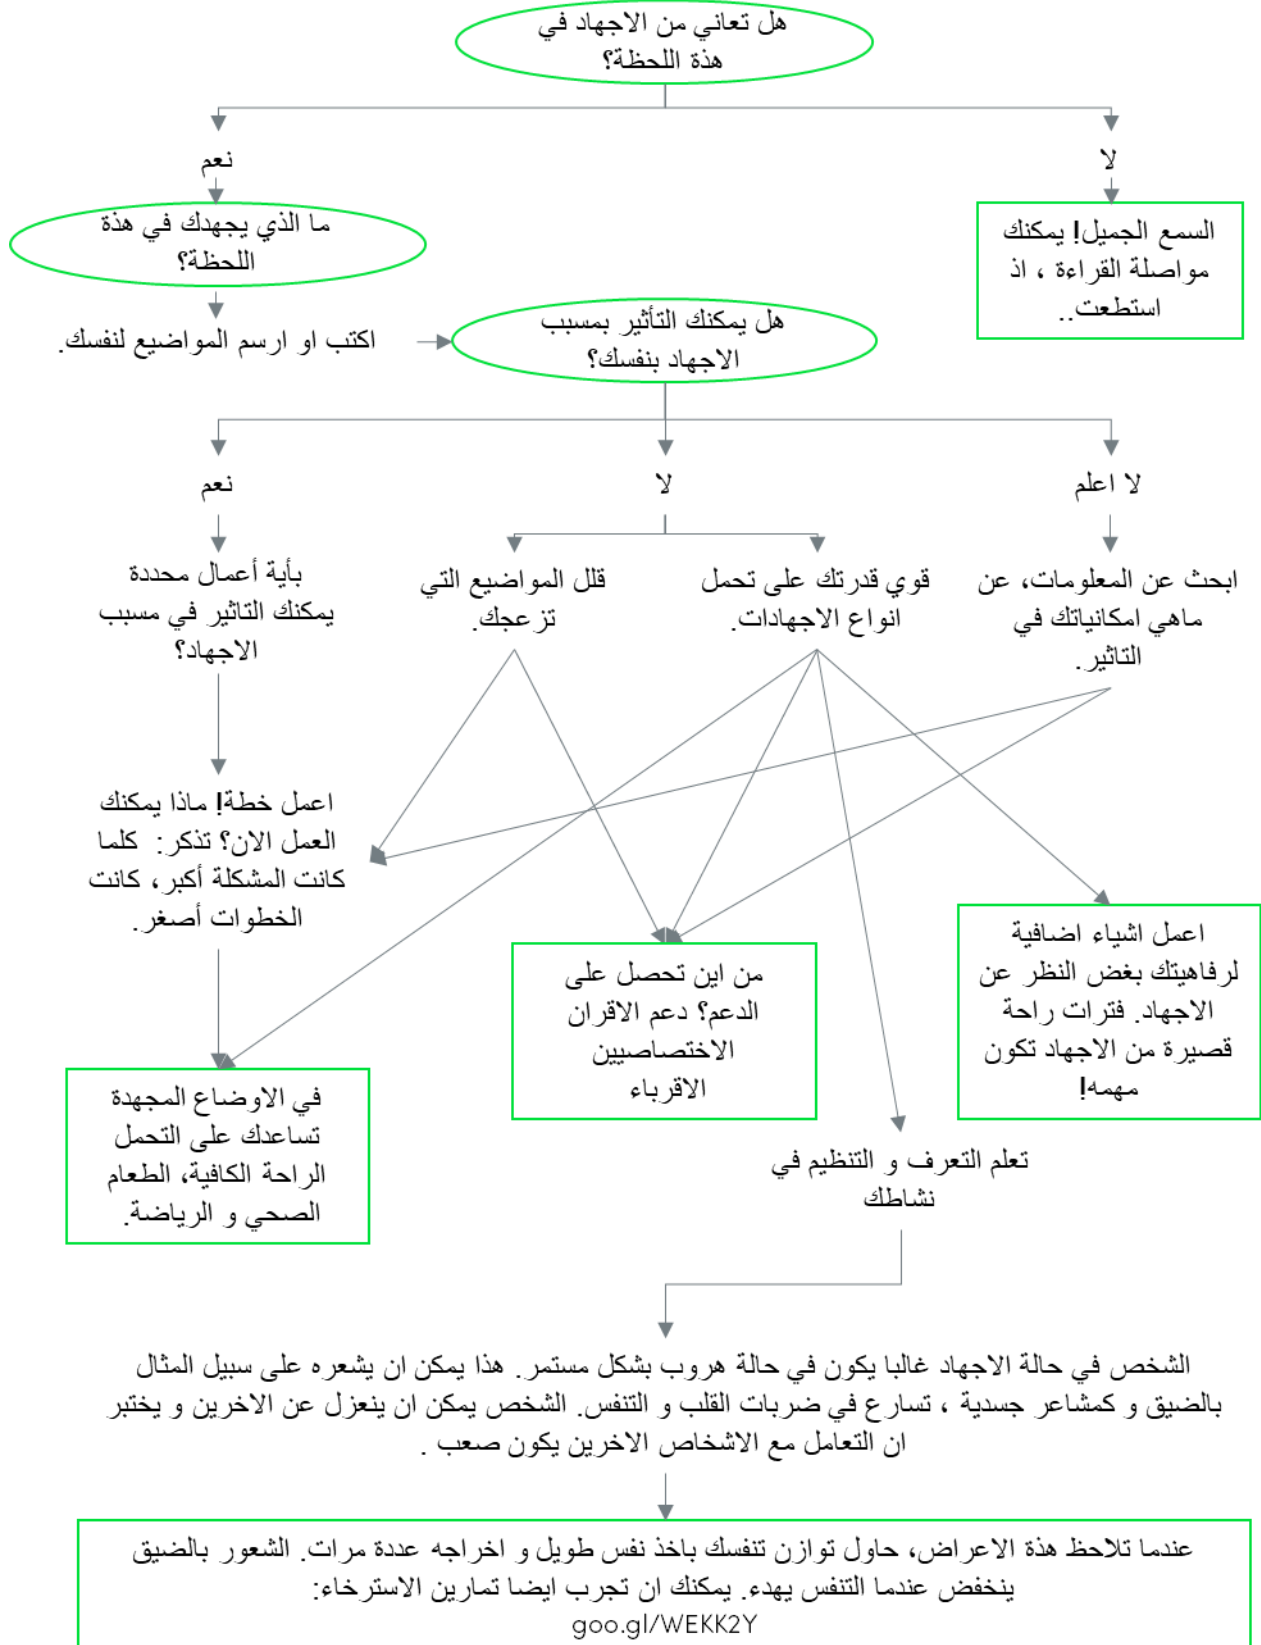 هل تعاني من الاجهاد في
هذة اللحظة؟
نعم
لا
ما الذي يجهدك في هذة
اللحظة؟
السمع الجميل! يمكنك
مواصلة القراءة ، اذ
استطعت..
اكتب او ارسم المواضيع لنفسك.
هل يمكنك التأثير بمسبب
الاجهاد بنفسك؟
نعم
لا
لا اعلم
بأية أعمال محددة
يمكنك التاثير في مسبب
الاجهاد؟
قلل المواضيع التي
تزعجك.
قوي قدرتك على تحمل
انواع الاجهادات.
ابحث عن المعلومات، عن
ماهي امكانياتك في
التاثير.
اعمل خطة! ماذا يمكنك
العمل الان؟ تذكر: كلما
كانت المشكلة أكبر، كانت
الخطوات أصغر.
من اين تحصل على
الدعم؟ دعم الاقران
الاختصاصيين
الاقرباء
اعمل اشياء اضافية
لرفاهيتك بغض النظر عن
الاجهاد. فترات راحة
قصيرة من الاجهاد تكون
مهمه!
في الاوضاع المجهدة
تساعدك على التحمل
الراحة الكافية، الطعام
الصحي و الرياضة.
تعلم التعرف و التنظيم في
نشاطك
الشخص في حالة الاجهاد غالبا يكون في حالة هروب بشكل مستمر. هذا يمكن ان يشعره على سبيل المثال
بالضيق و كمشاعر جسدية ، تسارع في ضربات القلب و التنفس. الشخص يمكن ان ينعزل عن الاخرين و يختبر
ان التعامل مع الاشخاص الاخرين يكون صعب .
عندما تلاحظ هذة الاعراض، حاول توازن تنفسك باخذ نفس طويل و اخراجه عددة مرات. الشعور بالضيق
ينخفض عندما التنفس يهدء. يمكنك ان تجرب ايضا تمارين الاسترخاء:
goo.gl/WEKK2Y